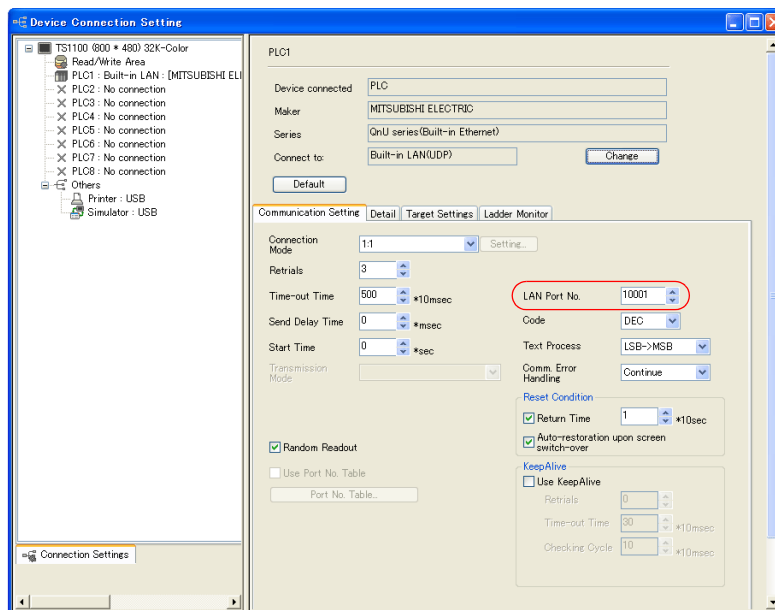 Device Connection Setting
TS1100 (800 * 480) 32K-Color
Read/Write Area
PLC1 : Built-in LAN : [MITSUBISHI EL
PLC2 : No connection
PLC3 : No connection
PLC4 : No connection
PLC5 : No connection
PLC6 : No connection
PLC7 : No connection
PLC8 : No connection
Others
Printer : USB
Simulator : USB
Connection Settings
PLC1
Device connected PLC
Maker MITSUBISHI ELECTRIC
Series QnU series(Built-in Ethernet)
Connect to: Built-in LAN(UDP) Change
Default
Communication Setting Detail Target Settings Ladder Monitor
Connection
Mode 1:1 Setting...
Retrials 3
Time-out Time 500 *10msec LAN Port No. 10001
Send Delay Time 0 *msec Code DEC
Start Time 0 *sec Text Process LSB->MSB
Transmission
Mode
Comm. Error
Handling Continue
Reset Condition
Return Time 1 *10sec
Auto-restoration upon screen
switch-over
Random Readout
Use Port No. Table
Port No. Table...
KeepAlive
Use KeepAlive
Retrials 0
Time-out Time 30 *10msec
Checking Cycle 10 *10msec